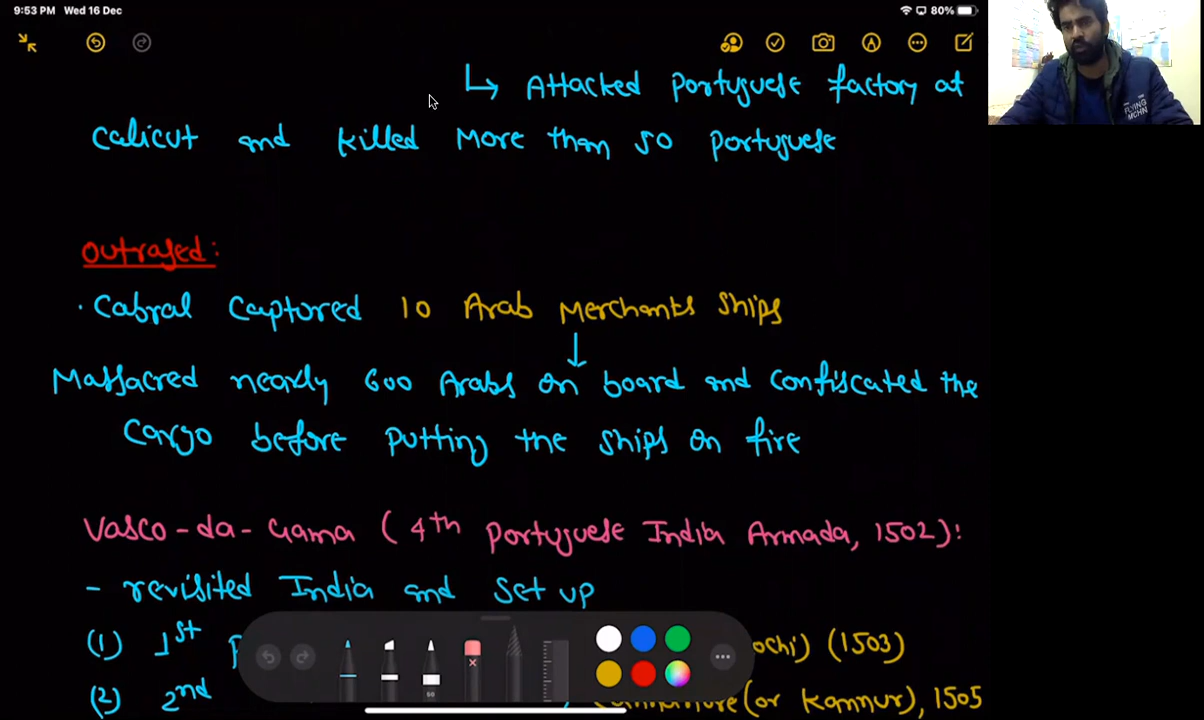 9:53 PM Wed 16 Dec 80%
↳ Attacked Portuguese factory at
Calicut and killed more than 50 Portuguese
THE FLYING MCHN
Outraged:
· Cabral Captured 10 Arab Merchants Ships
↓
Massacred nearly 600 Arabs on board and confiscated the
Cargo before putting the ships on fire
Vasco-da-Gama (4th Portuguese India Armada, 1502):
- revisited India and set up
(1) 1st ochi) (1503)
(2) 2nd (or Kannur), 1505